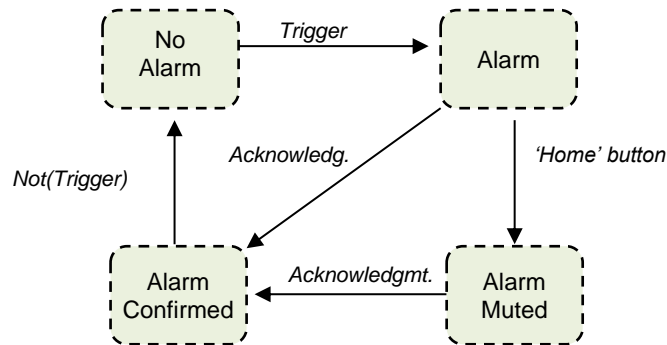 Trigger
No
Alarm
Alarm
Acknowledg.
‘Home’ button
Not(Trigger)
Acknowledgmt.
Alarm
Confirmed
Alarm
Muted